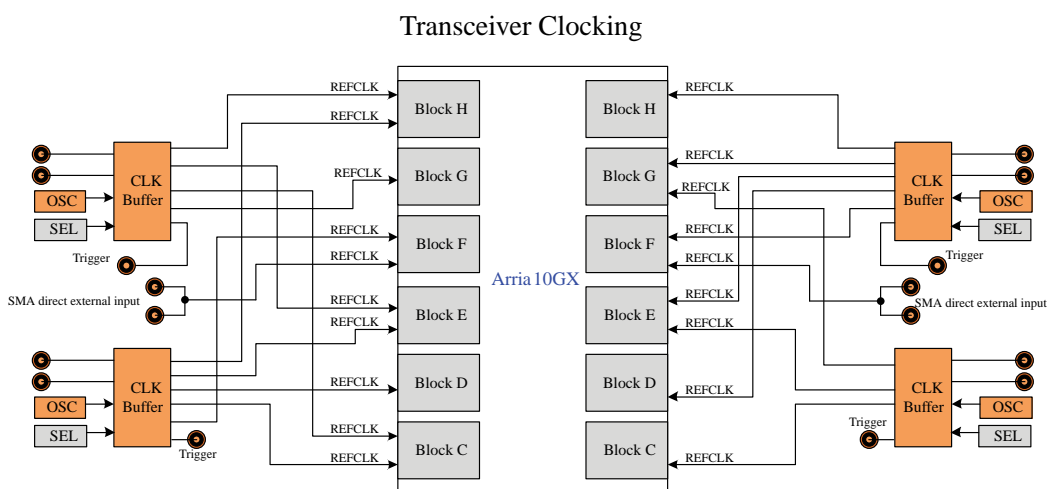 Transceiver Clocking
REFCLK
REFCLK
Block H
Block H
REFCLK
CLK
Buffer
OSC
SEL
Trigger
REFCLK
Block G
Block G
REFCLK
REFCLK
CLK
Buffer
OSC
SEL
Trigger
REFCLK
REFCLK
Block F
Block F
REFCLK
REFCLK
SMA direct external input
Arria 10GX
SMA direct external input
REFCLK
REFCLK
Block E
Block E
REFCLK
REFCLK
CLK
Buffer
OSC
SEL
Trigger
REFCLK
Block D
Block D
REFCLK
CLK
Buffer
OSC
SEL
Trigger
REFCLK
REFCLK
Block C
Block C
REFCLK